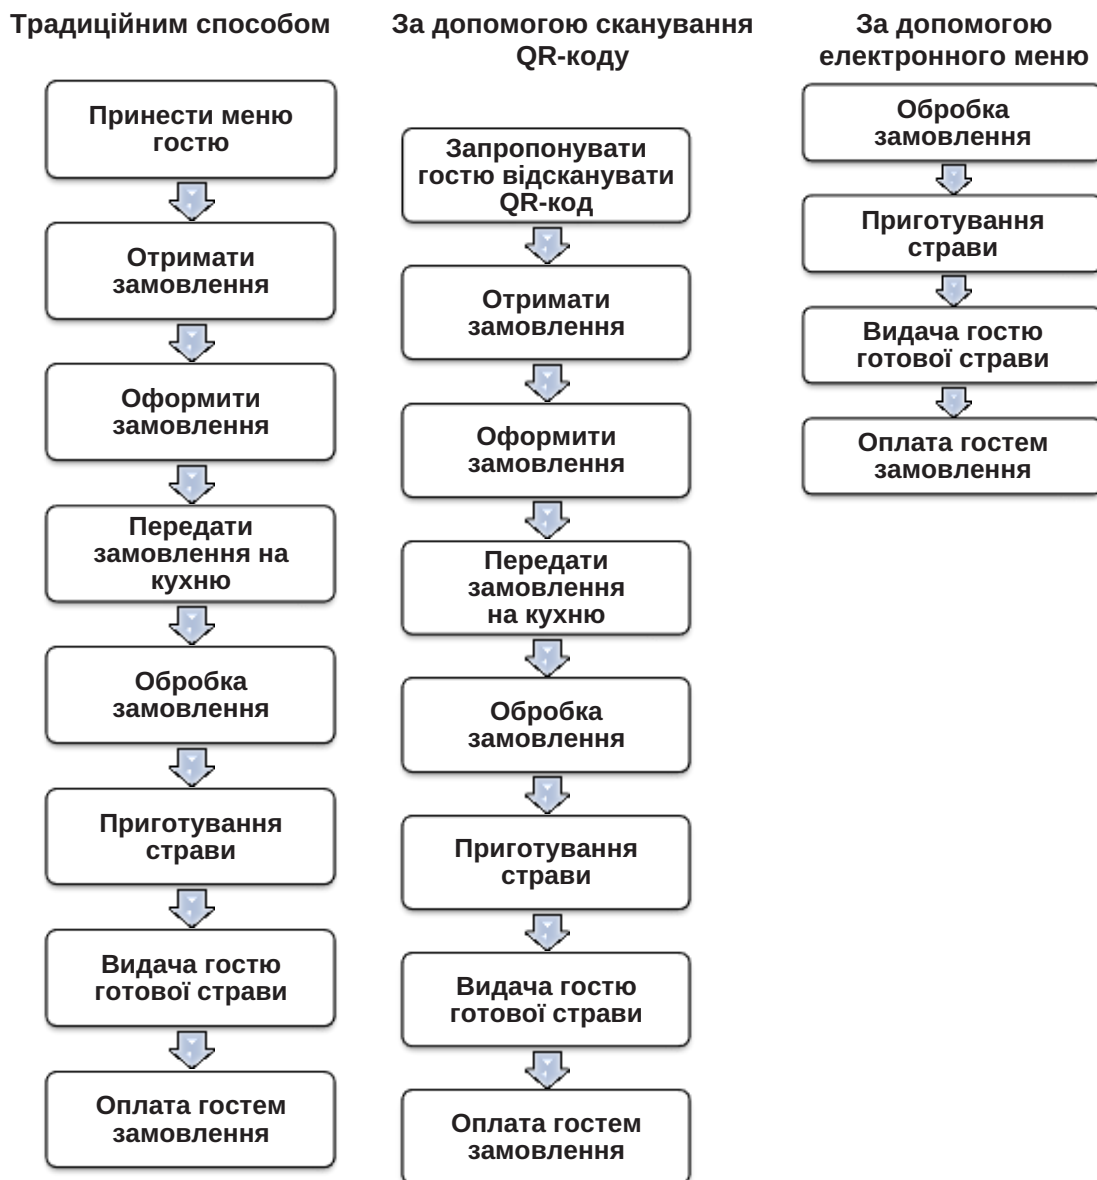 Традиційним способом
Принести меню
гостю
Отримати
замовлення
Оформити
замовлення
Передати
замовлення на
кухню
Обробка
замовлення
Приготування
страви
Видача гостю
готової страви
Оплата гостем
замовлення
За допомогою сканування
QR-коду
Запропонувати
гостю відсканувати
QR-код
Отримати
замовлення
Оформити
замовлення
Передати
замовлення
на кухню
Обробка
замовлення
Приготування
страви
Видача гостю
готової страви
Оплата гостем
замовлення
За допомогою
електронного меню
Обробка
замовлення
Приготування
страви
Видача гостю
готової страви
Оплата гостем
замовлення